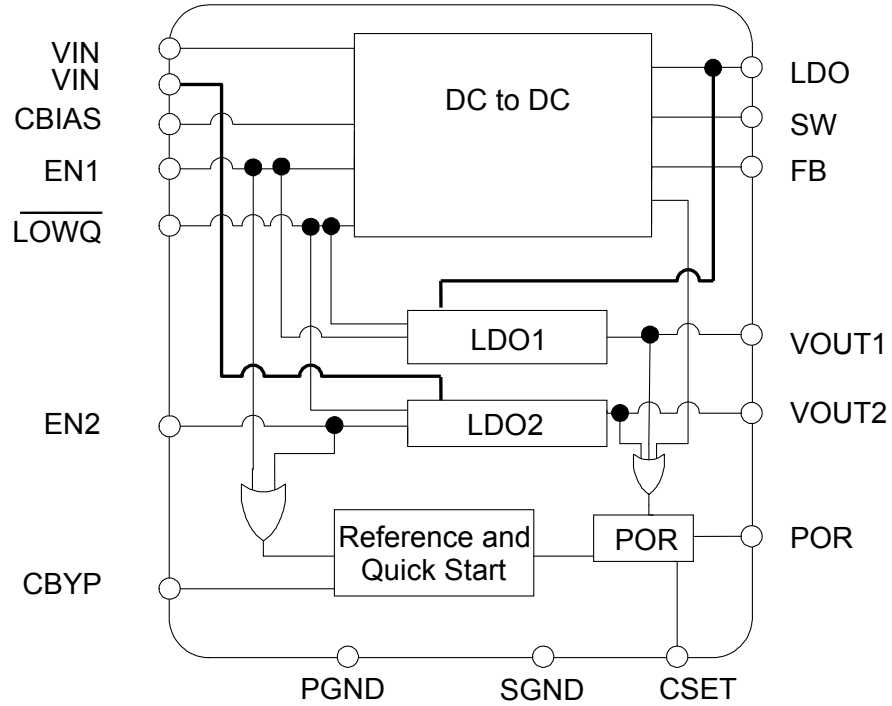 VIN
VIN
CBIAS
EN1
LOWQ
EN2
CBYP
DC to DC
LDO1
LDO2
Reference and
Quick Start
POR
LDO
SW
FB
VOUT1
VOUT2
POR
PGND
SGND
CSET